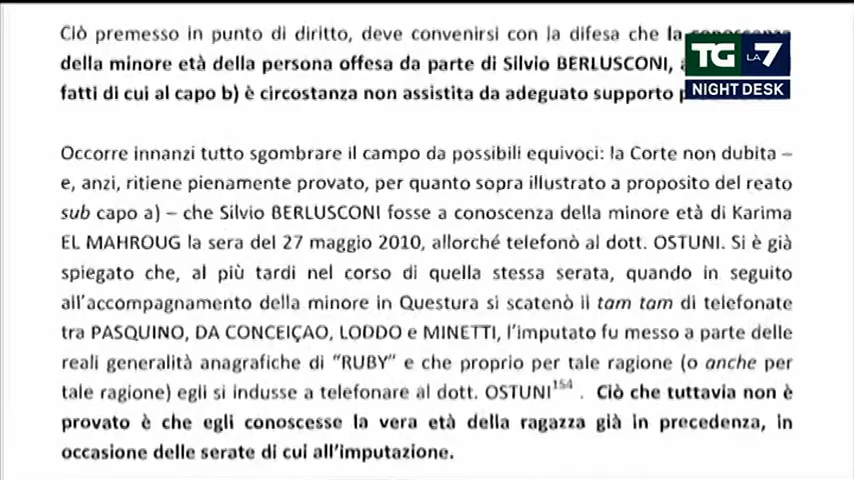 Ciò premesso in punto di diritto, deve convenirsi con la difesa che la
della minore età della persona offesa da parte di Silvio BERLUSCONI,
fatti di cui al capo b) è circostanza non assistita da adeguato supporto
TG LA 7
NIGHT DESK
Occorre innanzi tutto sgombrare il campo da possibili equivoci: la Corte non dubita –
e, anzi, ritiene pienamente provato, per quanto sopra illustrato a proposito del reato
sub capo a) – che Silvio BERLUSCONI fosse a conoscenza della minore età di Karima
EL MAHROUG la sera del 27 maggio 2010, allorché telefonò al dott. OSTUNI. Si è già
spiegato che, al più tardi nel corso di quella stessa serata, quando in seguito
all'accompagnamento della minore in Questura si scatenò il tam tam di telefonate
tra PASQUINO, DA CONCEIÇAO, LODDO e MINETTI, l'imputato fu messo a parte delle
reali generalità anagrafiche di "RUBY" e che proprio per tale ragione (o anche per
tale ragione) egli si indusse a telefonare al dott. OSTUNI154 . Ciò che tuttavia non è
provato è che egli conoscesse la vera età della ragazza già in precedenza, in
occasione delle serate di cui all'imputazione.